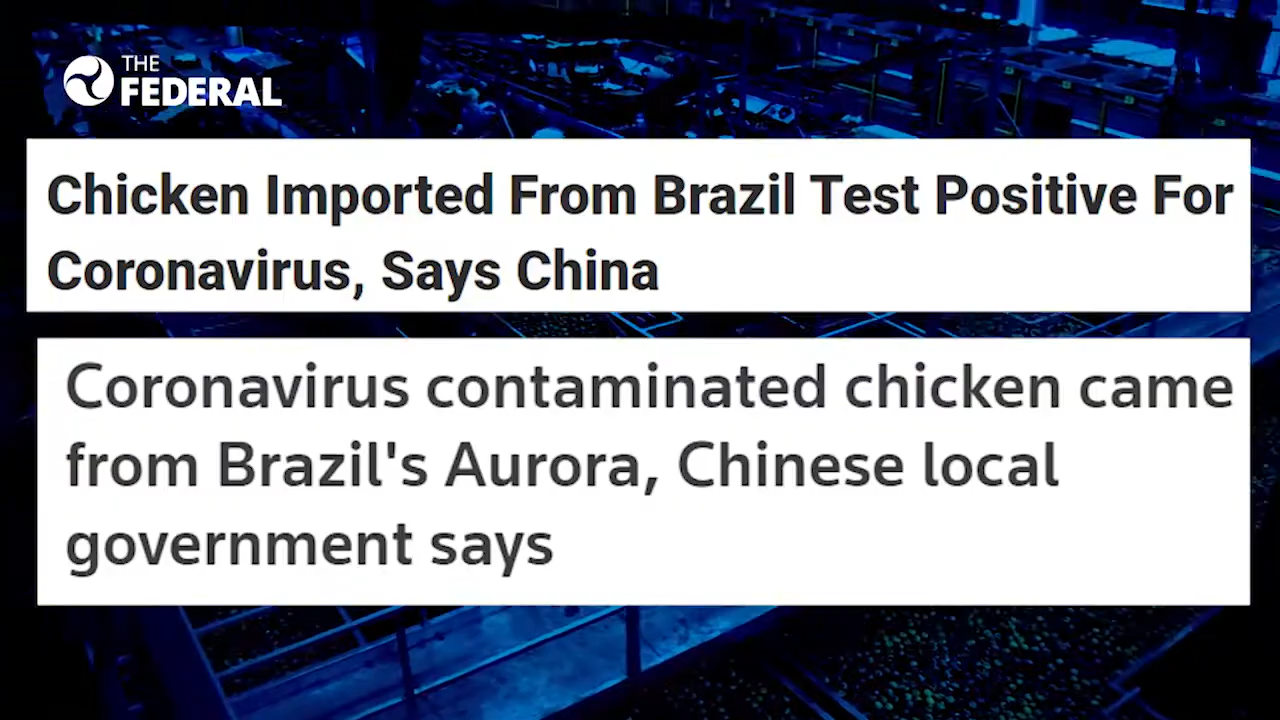 THE
FEDERAL
Chicken Imported From Brazil Test Positive For
Coronavirus, Says China
Coronavirus contaminated chicken came
from Brazil's Aurora, Chinese local
government says